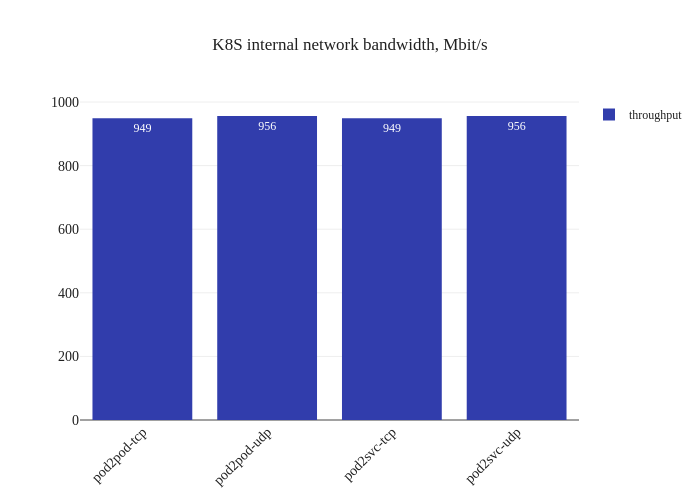 K8S internal network bandwidth, Mbit/s
1000
800
600
400
200
0
949
956
949
956
throughput
pod2pod-tcp
pod2pod-udp
pod2svc-tcp
pod2svc-udp